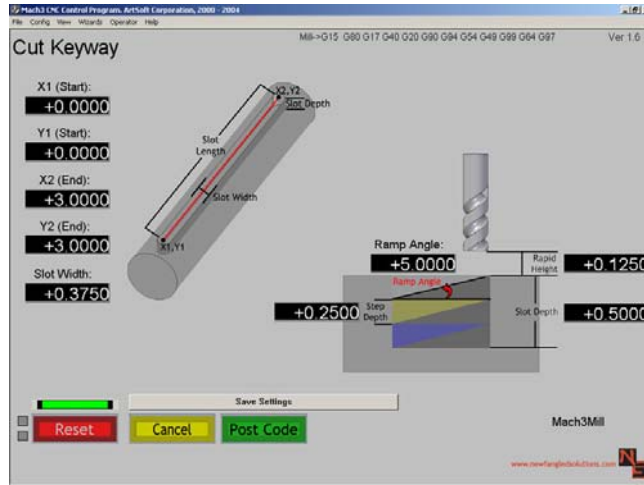 Mach3 CNC Control Program. ArtSoft Corporation, 2000 - 2004
File Config View Wizards Operator Help
Cut Keyway
Mill->G15 G80 G17 G40 G20 G90 G94 G54 G49 G99 G64 G97
Ver 1.6
X1 (Start):
+0.0000
Y1 (Start):
+0.0000
X2 (End):
+3.0000
Y2 (End):
+3.0000
Slot Width:
+0.3750
X2,Y2
Slot Depth
Slot
Length
Slot Width
X1,Y1
Ramp Angle:
+5.0000
Rapid
Height
+0.1250
Ramp Angle
+0.2500
Step
Depth
Slot Depth
+0.5000
Save Settings
Reset
Cancel
Post Code
Mach3Mill
www.newfangledsolutions.com